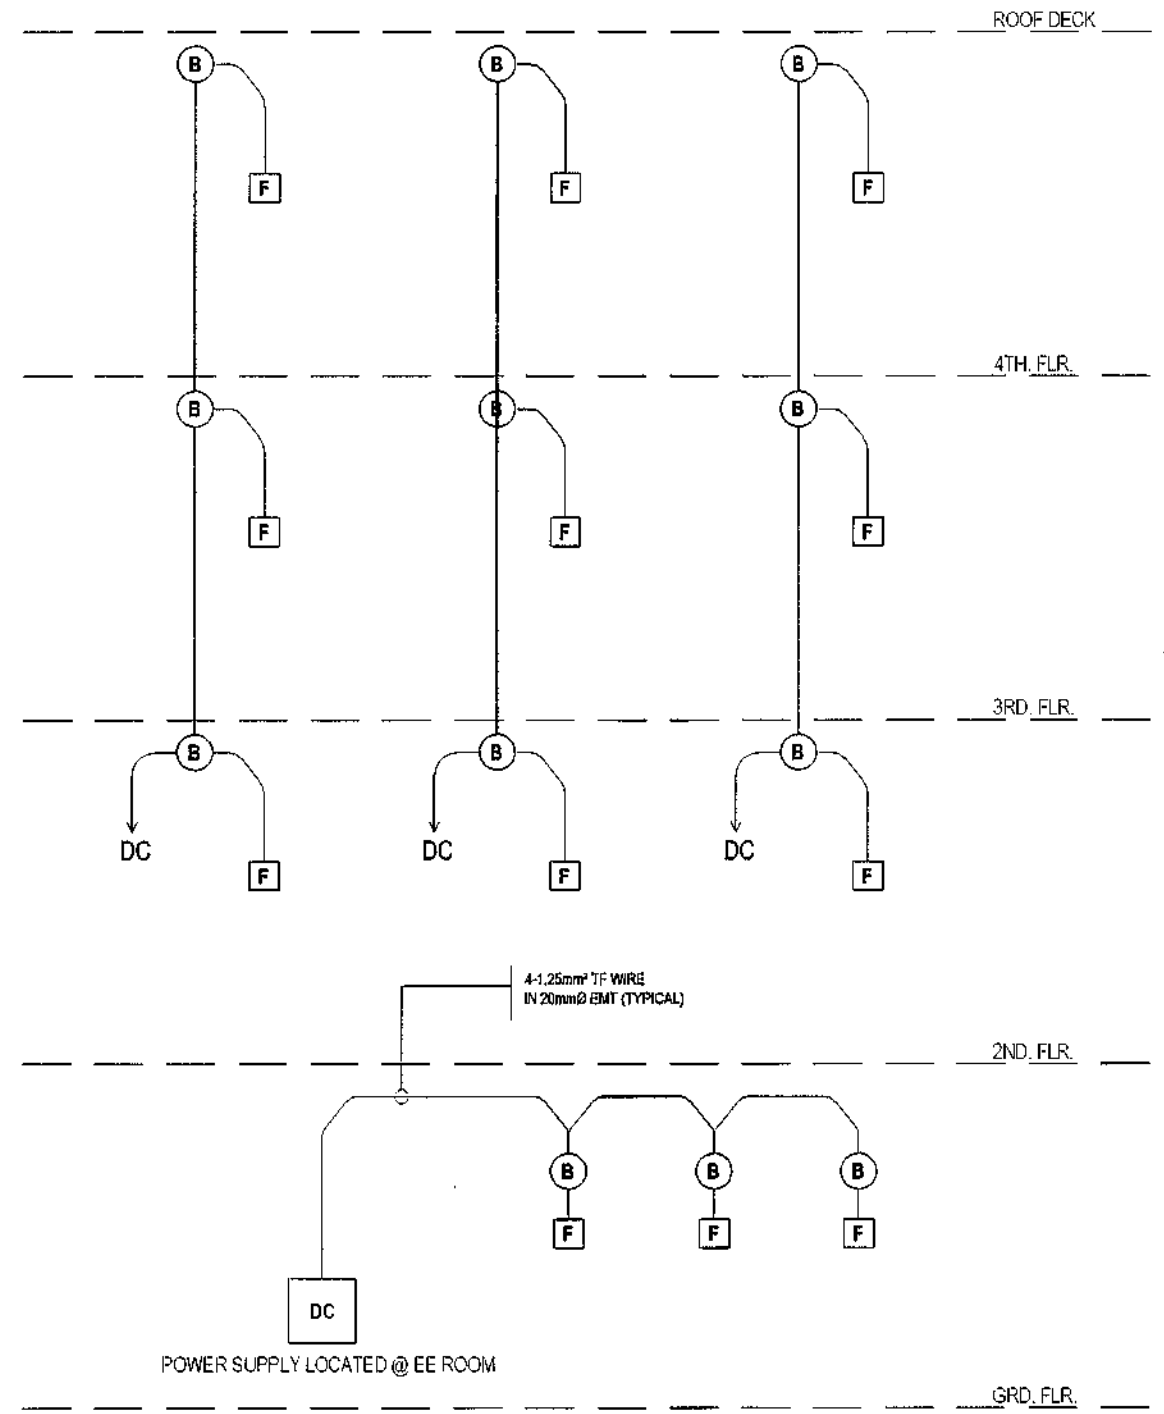 ROOF DECK
B B B
F F F
4TH. FLR.
B B B
F F F
3RD. FLR.
B B B
DC DC DC
F F F
4-1.25mm² TF WIRE
IN 20mmØ EMT (TYPICAL)
2ND. FLR.
B B B
F F F
DC
POWER SUPPLY LOCATED @ EE ROOM
GRD. FLR.